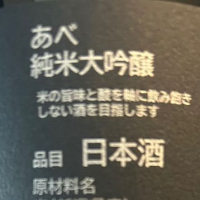 あべ
純米大吟醸
米の旨味と酸を軸に飲み飽き
しない酒を目指します
品目 日本酒
原材料名